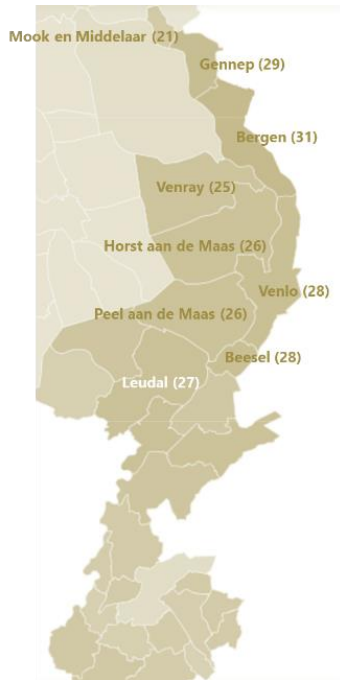 Mook en Middelaar (21)
Gennep (29)
Bergen (31)
Venray (25)
Horst aan de Maas (26)
Venlo (28)
Peel aan de Maas (26)
Beesel (28)
Leudal (27)